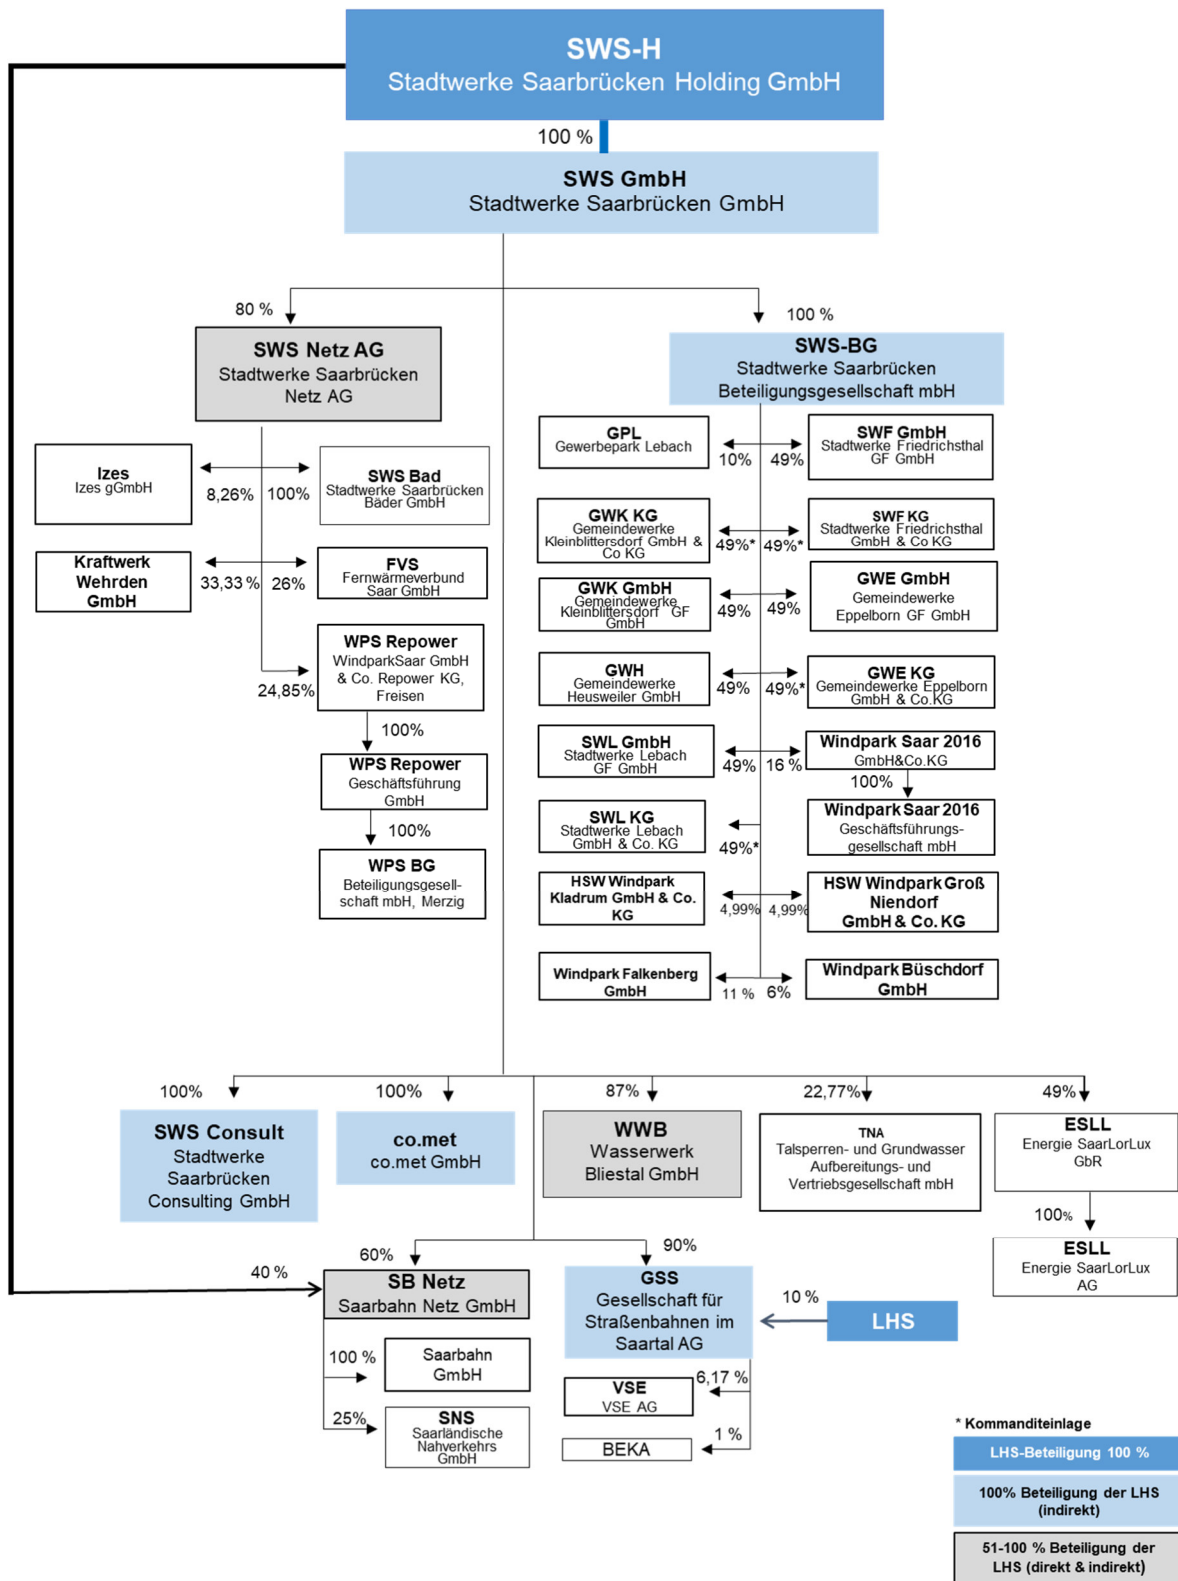 SWS-H
Stadtwerke Saarbrücken Holding GmbH
100 %
SWS GmbH
Stadtwerke Saarbrücken GmbH
80 %
100 %
SWS Netz AG
Stadtwerke Saarbrücken
Netz AG
SWS-BG
Stadtwerke Saarbrücken
Beteiligungsgesellschaft mbH
Izes
Izes gGmbH
8,26%
100%
SWS Bad
Stadtwerke Saarbrücken
Bäder GmbH
Kraftwerk
Wehrden
GmbH
33,33 %
26%
FVS
Fernwärmeverbund
Saar GmbH
24,85%
WPS Repower
WindparkSaar GmbH
& Co. Repower KG,
Freisen
100%
WPS Repower
Geschäftsführung
GmbH
100%
WPS BG
Beteiligungsgesell-
schaft mbH, Merzig
GPL
Gewerbepark Lebach
10%
49%
SWF GmbH
Stadtwerke Friedrichsthal
GF GmbH
GWK KG
Gemeindewerke
Kleinblittersdorf GmbH &
Co KG
49%*
49%*
SWF KG
Stadtwerke Friedrichsthal
GmbH & Co KG
GWK GmbH
Gemeindewerke
Kleinblittersdorf GF
GmbH
49%
49%
GWE GmbH
Gemeindewerke
Eppelborn GF GmbH
GWH
Gemeindewerke
Heusweiler GmbH
49%
49%*
GWE KG
Gemeindewerke Eppelborn
GmbH & Co.KG
SWL GmbH
Stadtwerke Lebach
GF GmbH
49%
16 %
Windpark Saar 2016
GmbH&Co.KG
100%
SWL KG
Stadtwerke Lebach
GmbH & Co. KG
49%*
Windpark Saar 2016
Geschäftsführungs-
gesellschaft mbH
HSW Windpark
Kladrum GmbH & Co.
KG
4,99%
4,99%
HSW Windpark Groß
Niendorf
GmbH & Co. KG
Windpark Falkenberg
GmbH
11 %
6%
Windpark Büschdorf
GmbH
100%
100%
87%
22,77%
49%
SWS Consult
Stadtwerke
Saarbrücken
Consulting GmbH
co.met
co.met GmbH
WWB
Wasserwerk
Bliestal GmbH
TNA
Talsperren- und Grundwasser
Aufbereitungs- und
Vertriebsgesellschaft mbH
ESLL
Energie SaarLorLux
GbR
100%
ESLL
Energie SaarLorLux
AG
40 %
60%
90%
SB Netz
Saarbahn Netz GmbH
GSS
Gesellschaft für
Straßenbahnen im
Saartal AG
10 %
LHS
100 %
Saarbahn
GmbH
25%
SNS
Saarländische
Nahverkehrs
GmbH
6,17 %
VSE
VSE AG
1 %
BEKA
* Kommanditeinlage
LHS-Beteiligung 100 %
100% Beteiligung der LHS
(indirekt)
51-100 % Beteiligung der
LHS (direkt & indirekt)